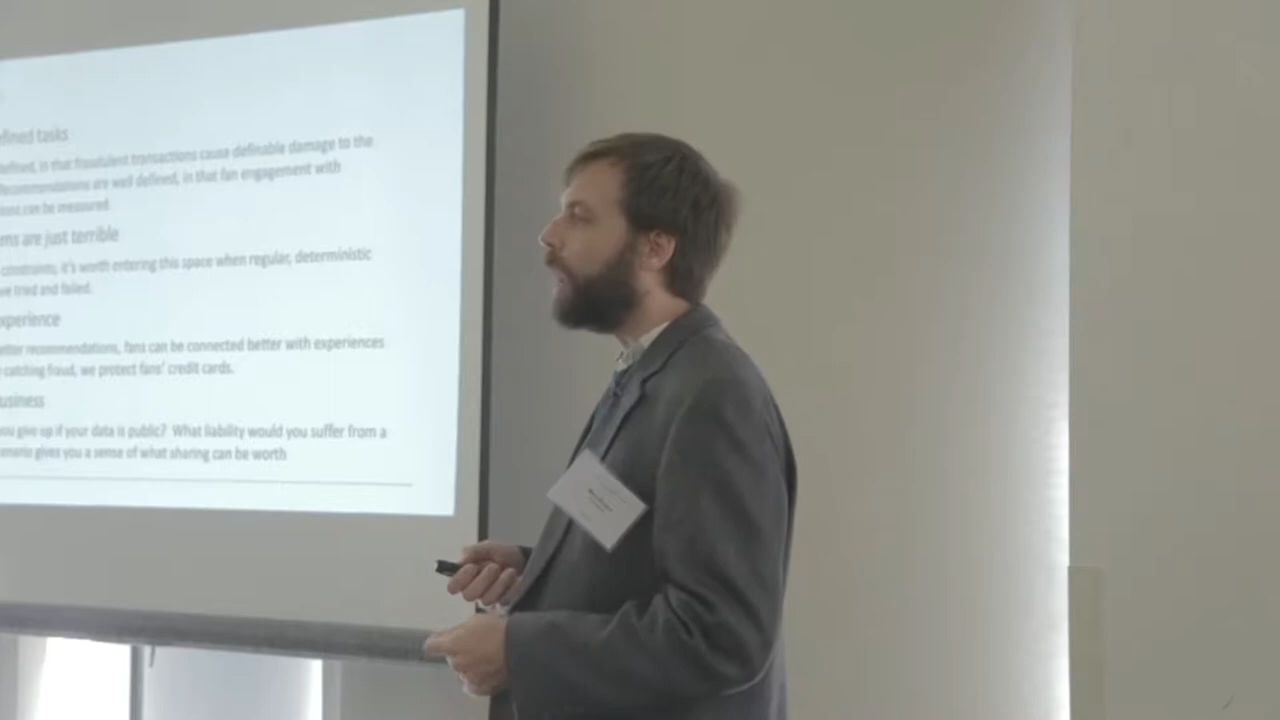 efined tasks
defined, in that fraudulent transactions cause definable damage to the
Recommendations are well defined, in that fan engagement with
ions can be measured
ms are just terrible
constraints, it's worth entering this space when regular, deterministic
ve tried and failed.
xperience
etter recommendations, fans can be connected better with experiences
catching fraud, we protect fans' credit cards.
usiness
ou give up if your data is public? What liability would you suffer from a
enario gives you a sense of what sharing can be worth